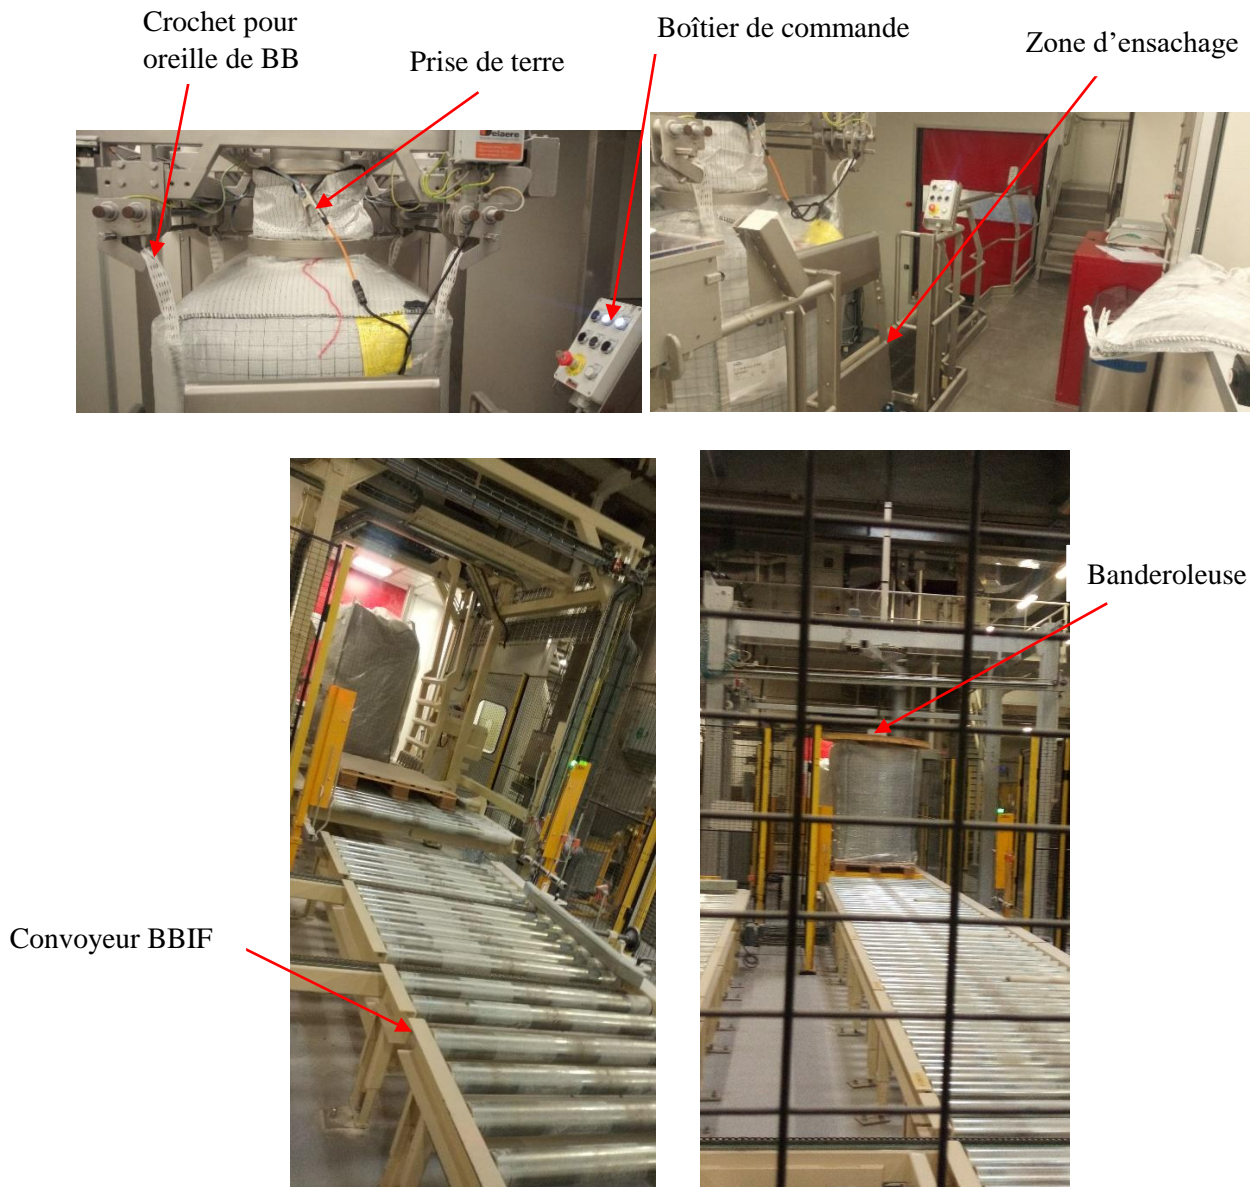 Crochet pour
oreille de BB
Prise de terre
Boîtier de commande
Zone d'ensachage
Banderoleuse
Convoyeur BBIF